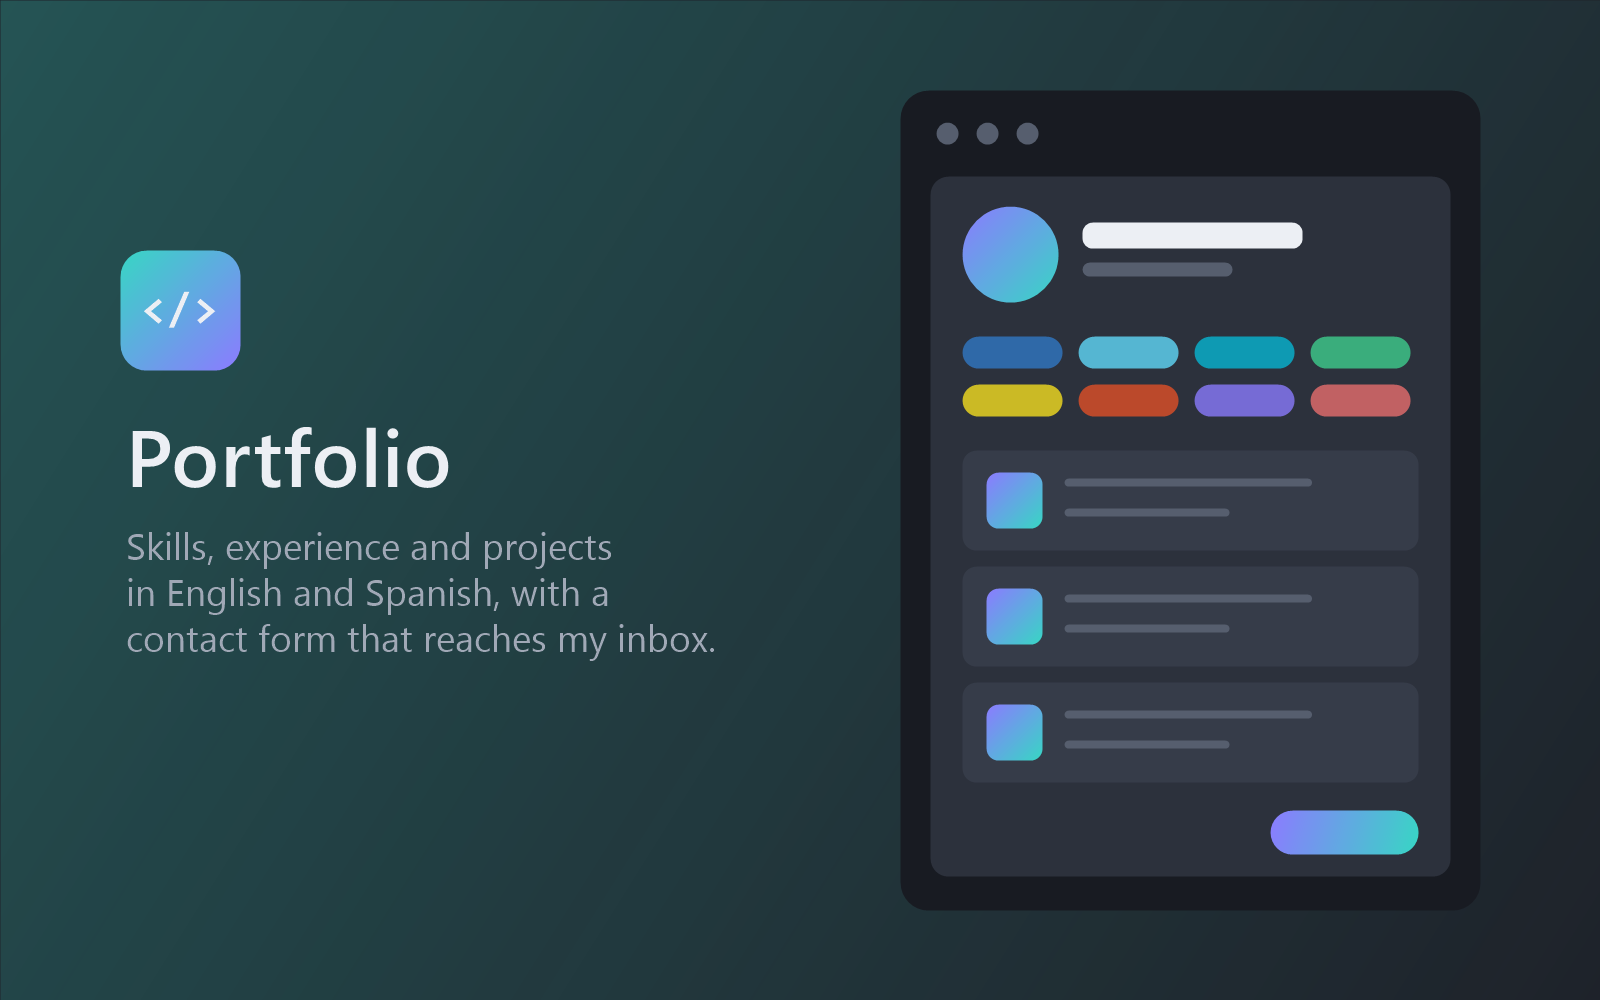 </>
Portfolio
Skills, experience and projects
in English and Spanish, with a
contact form that reaches my inbox.